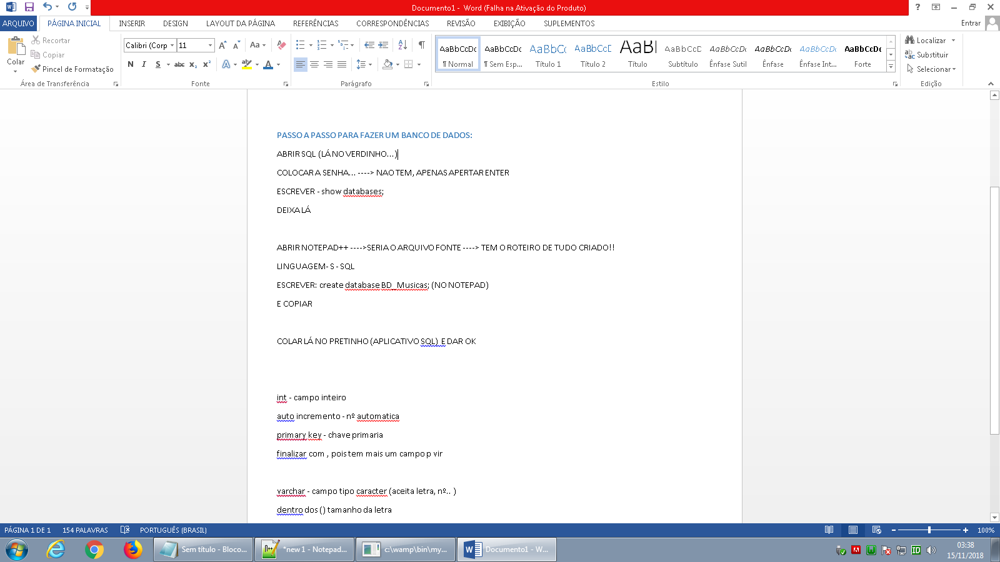 Documento1 - Word (Falha na Ativação do Produto)
ARQUIVO PÁGINA INICIAL INSERIR DESIGN LAYOUT DA PÁGINA REFERÊNCIAS CORRESPONDÊNCIAS REVISÃO EXIBIÇÃO SUPLEMENTOS Entrar
Colar
Recortar
Copiar
Pincel de Formatação
Área de Transferência
Calibri (Corp 11
N I S abc x₂ x²
Fonte
Parágrafo
AaBbCcDc AaBbCcDc AaBbCc AaBbCcD AaBl AaBbCcD AaBbCcDc AaBbCcDc AaBbCcDc AaBbCcDc
¶ Normal ¶ Sem Esp... Título 1 Título 2 Título Subtítulo Ênfase Sutil Ênfase Ênfase Int... Forte
Estilo
Localizar
Substituir
Selecionar
Edição
PASSO A PASSO PARA FAZER UM BANCO DE DADOS:
ABRIR SQL (LÁ NO VERDINHO...)
COLOCAR A SENHA... ----> NAO TEM, APENAS APERTAR ENTER
ESCREVER - show databases;
DEIXA LÁ
ABRIR NOTEPAD++ ---->SERIA O ARQUIVO FONTE ----> TEM O ROTEIRO DE TUDO CRIADO!!
LINGUAGEM- S - SQL
ESCREVER: create database BD_Musicas; (NO NOTEPAD)
E COPIAR
COLAR LÁ NO PRETINHO (APLICATIVO SQL) E DAR OK
int - campo inteiro
auto incremento - nº automatica
primary key - chave primaria
finalizar com , pois tem mais um campo p vir
varchar - campo tipo caracter (aceita letra, nº.. )
dentro dos () tamanho da letra
PÁGINA 1 DE 1 154 PALAVRAS PORTUGUÊS (BRASIL) 100%
Sem título - Bloco... *new 1 - Notepad... c:\wamp\bin\my... Documento1 - W...
03:38
15/11/2018